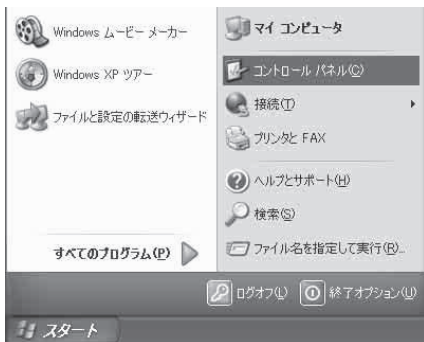 Windows ムービー メーカー
Windows XP ツアー
ファイルと設定の転送ウィザード
すべてのプログラム(P)
マイ コンピュータ
コントロール パネル(C)
接続(T)
プリンタと FAX
ヘルプとサポート(H)
検索(S)
ファイル名を指定して実行(R)...
ログオフ(L)
終了オプション(U)
スタート